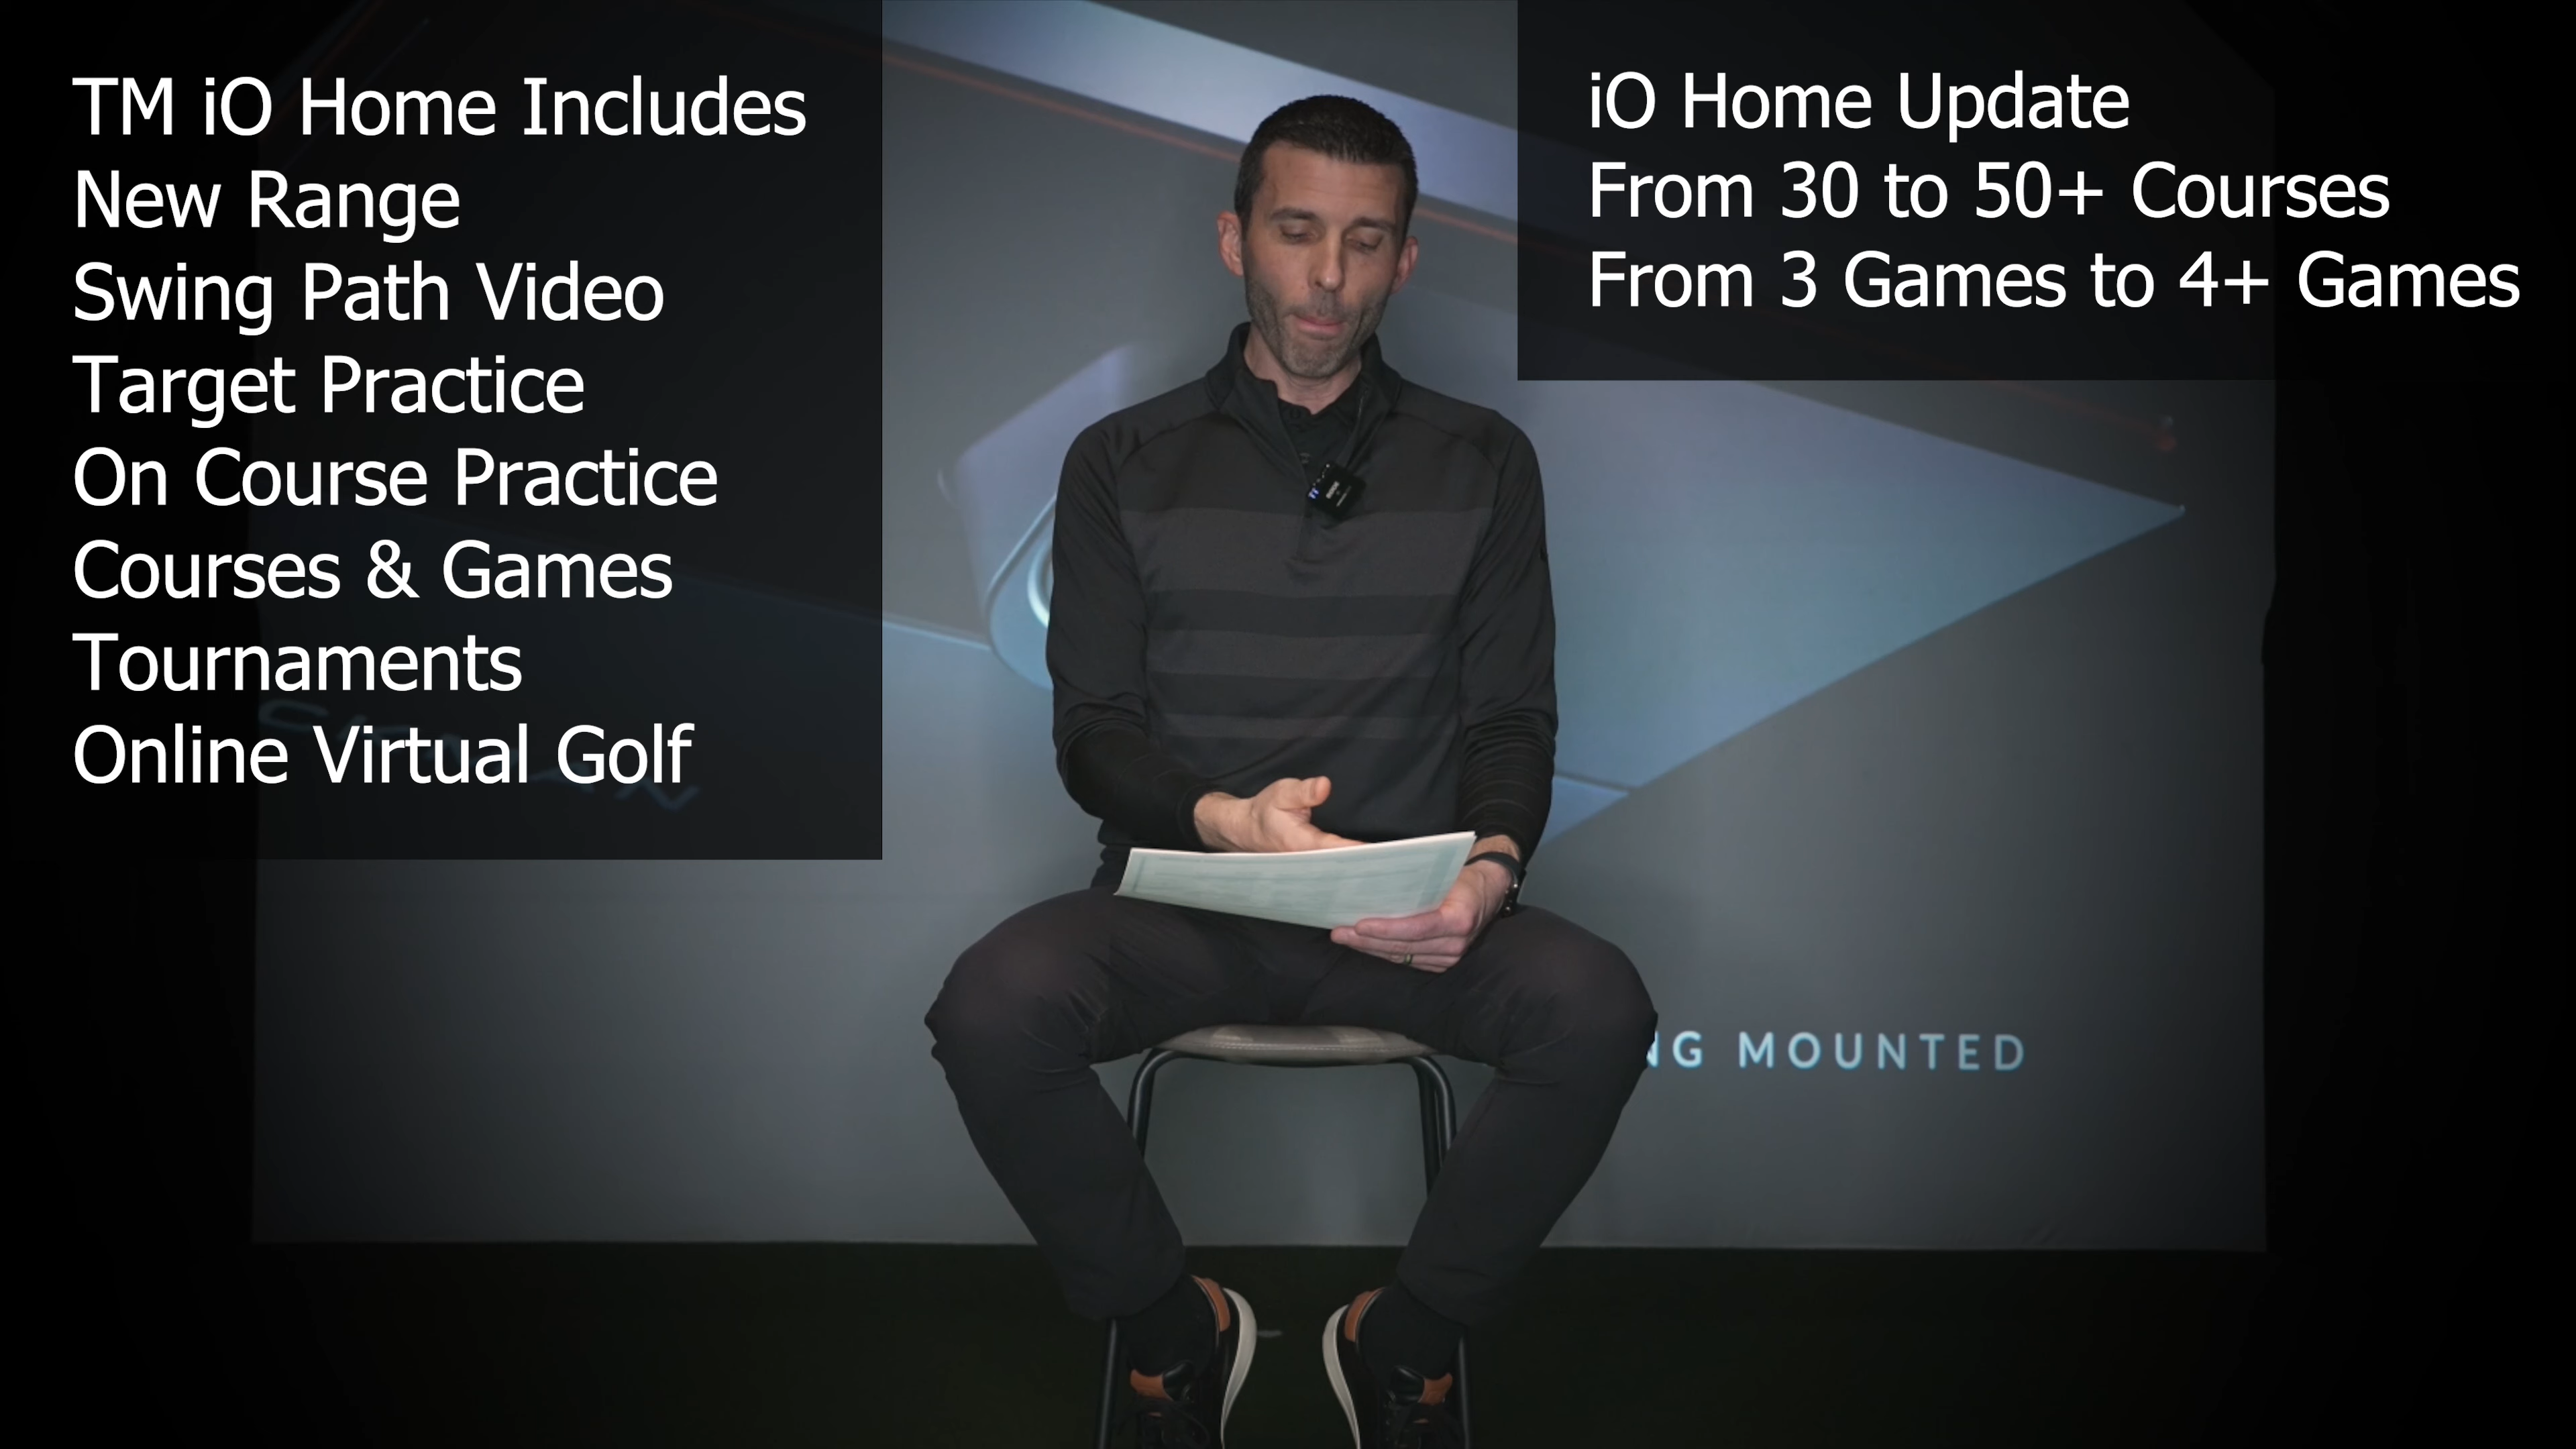 TM iO Home Includes
New Range
Swing Path Video
Target Practice
On Course Practice
Courses & Games
Tournaments
Online Virtual Golf
iO Home Update
From 30 to 50+ Courses
From 3 Games to 4+ Games
MOUNTED